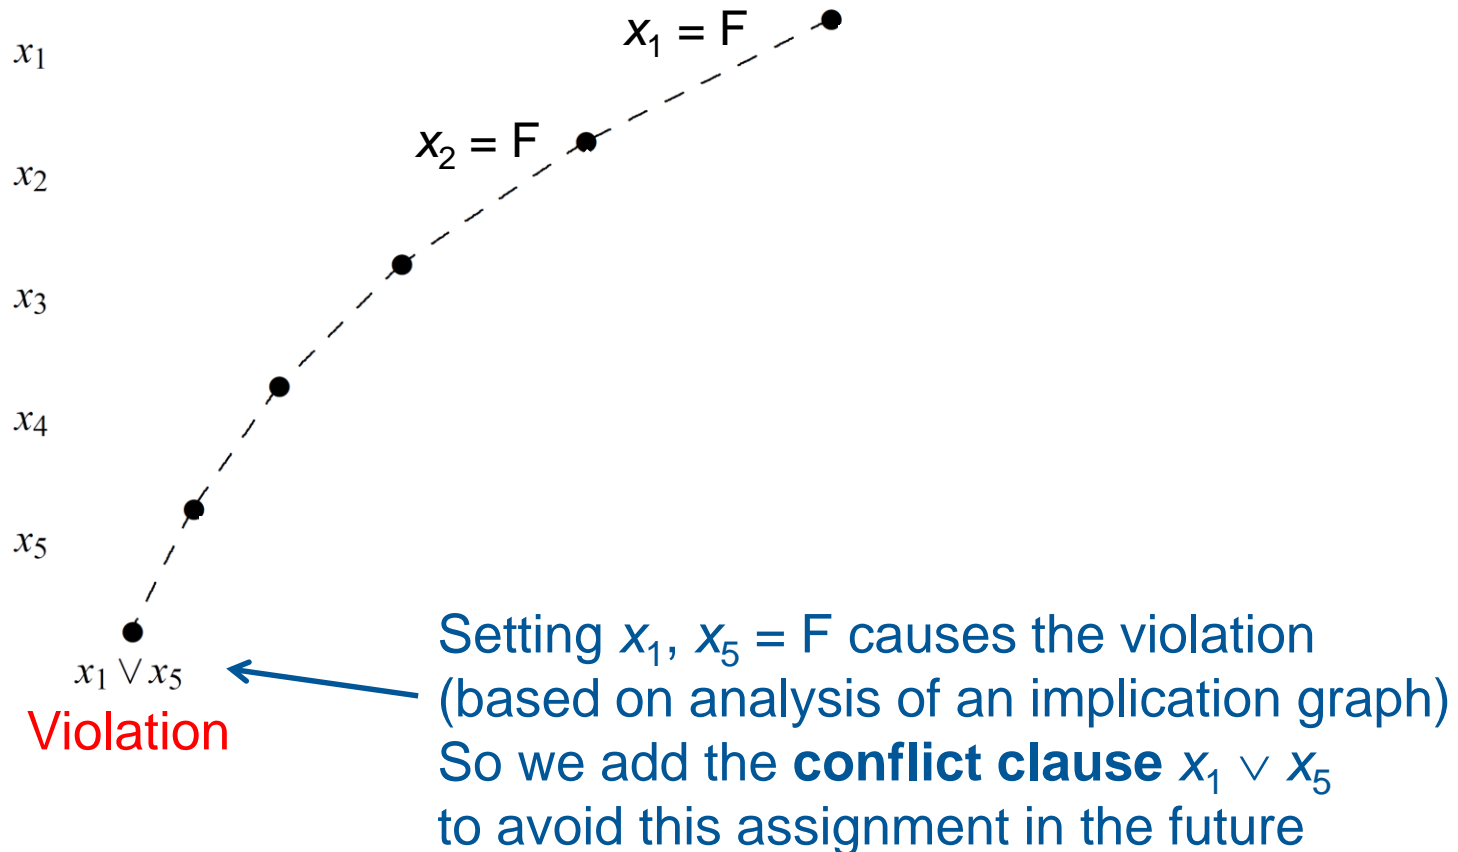 x₁ = F
x₁
x₂ = F
x₂
x₃
x₄
x₅
x₁ ∨ x₅
Violation
Setting x₁, x₅ = F causes the violation
(based on analysis of an implication graph)
So we add the conflict clause x₁ ∨ x₅
to avoid this assignment in the future